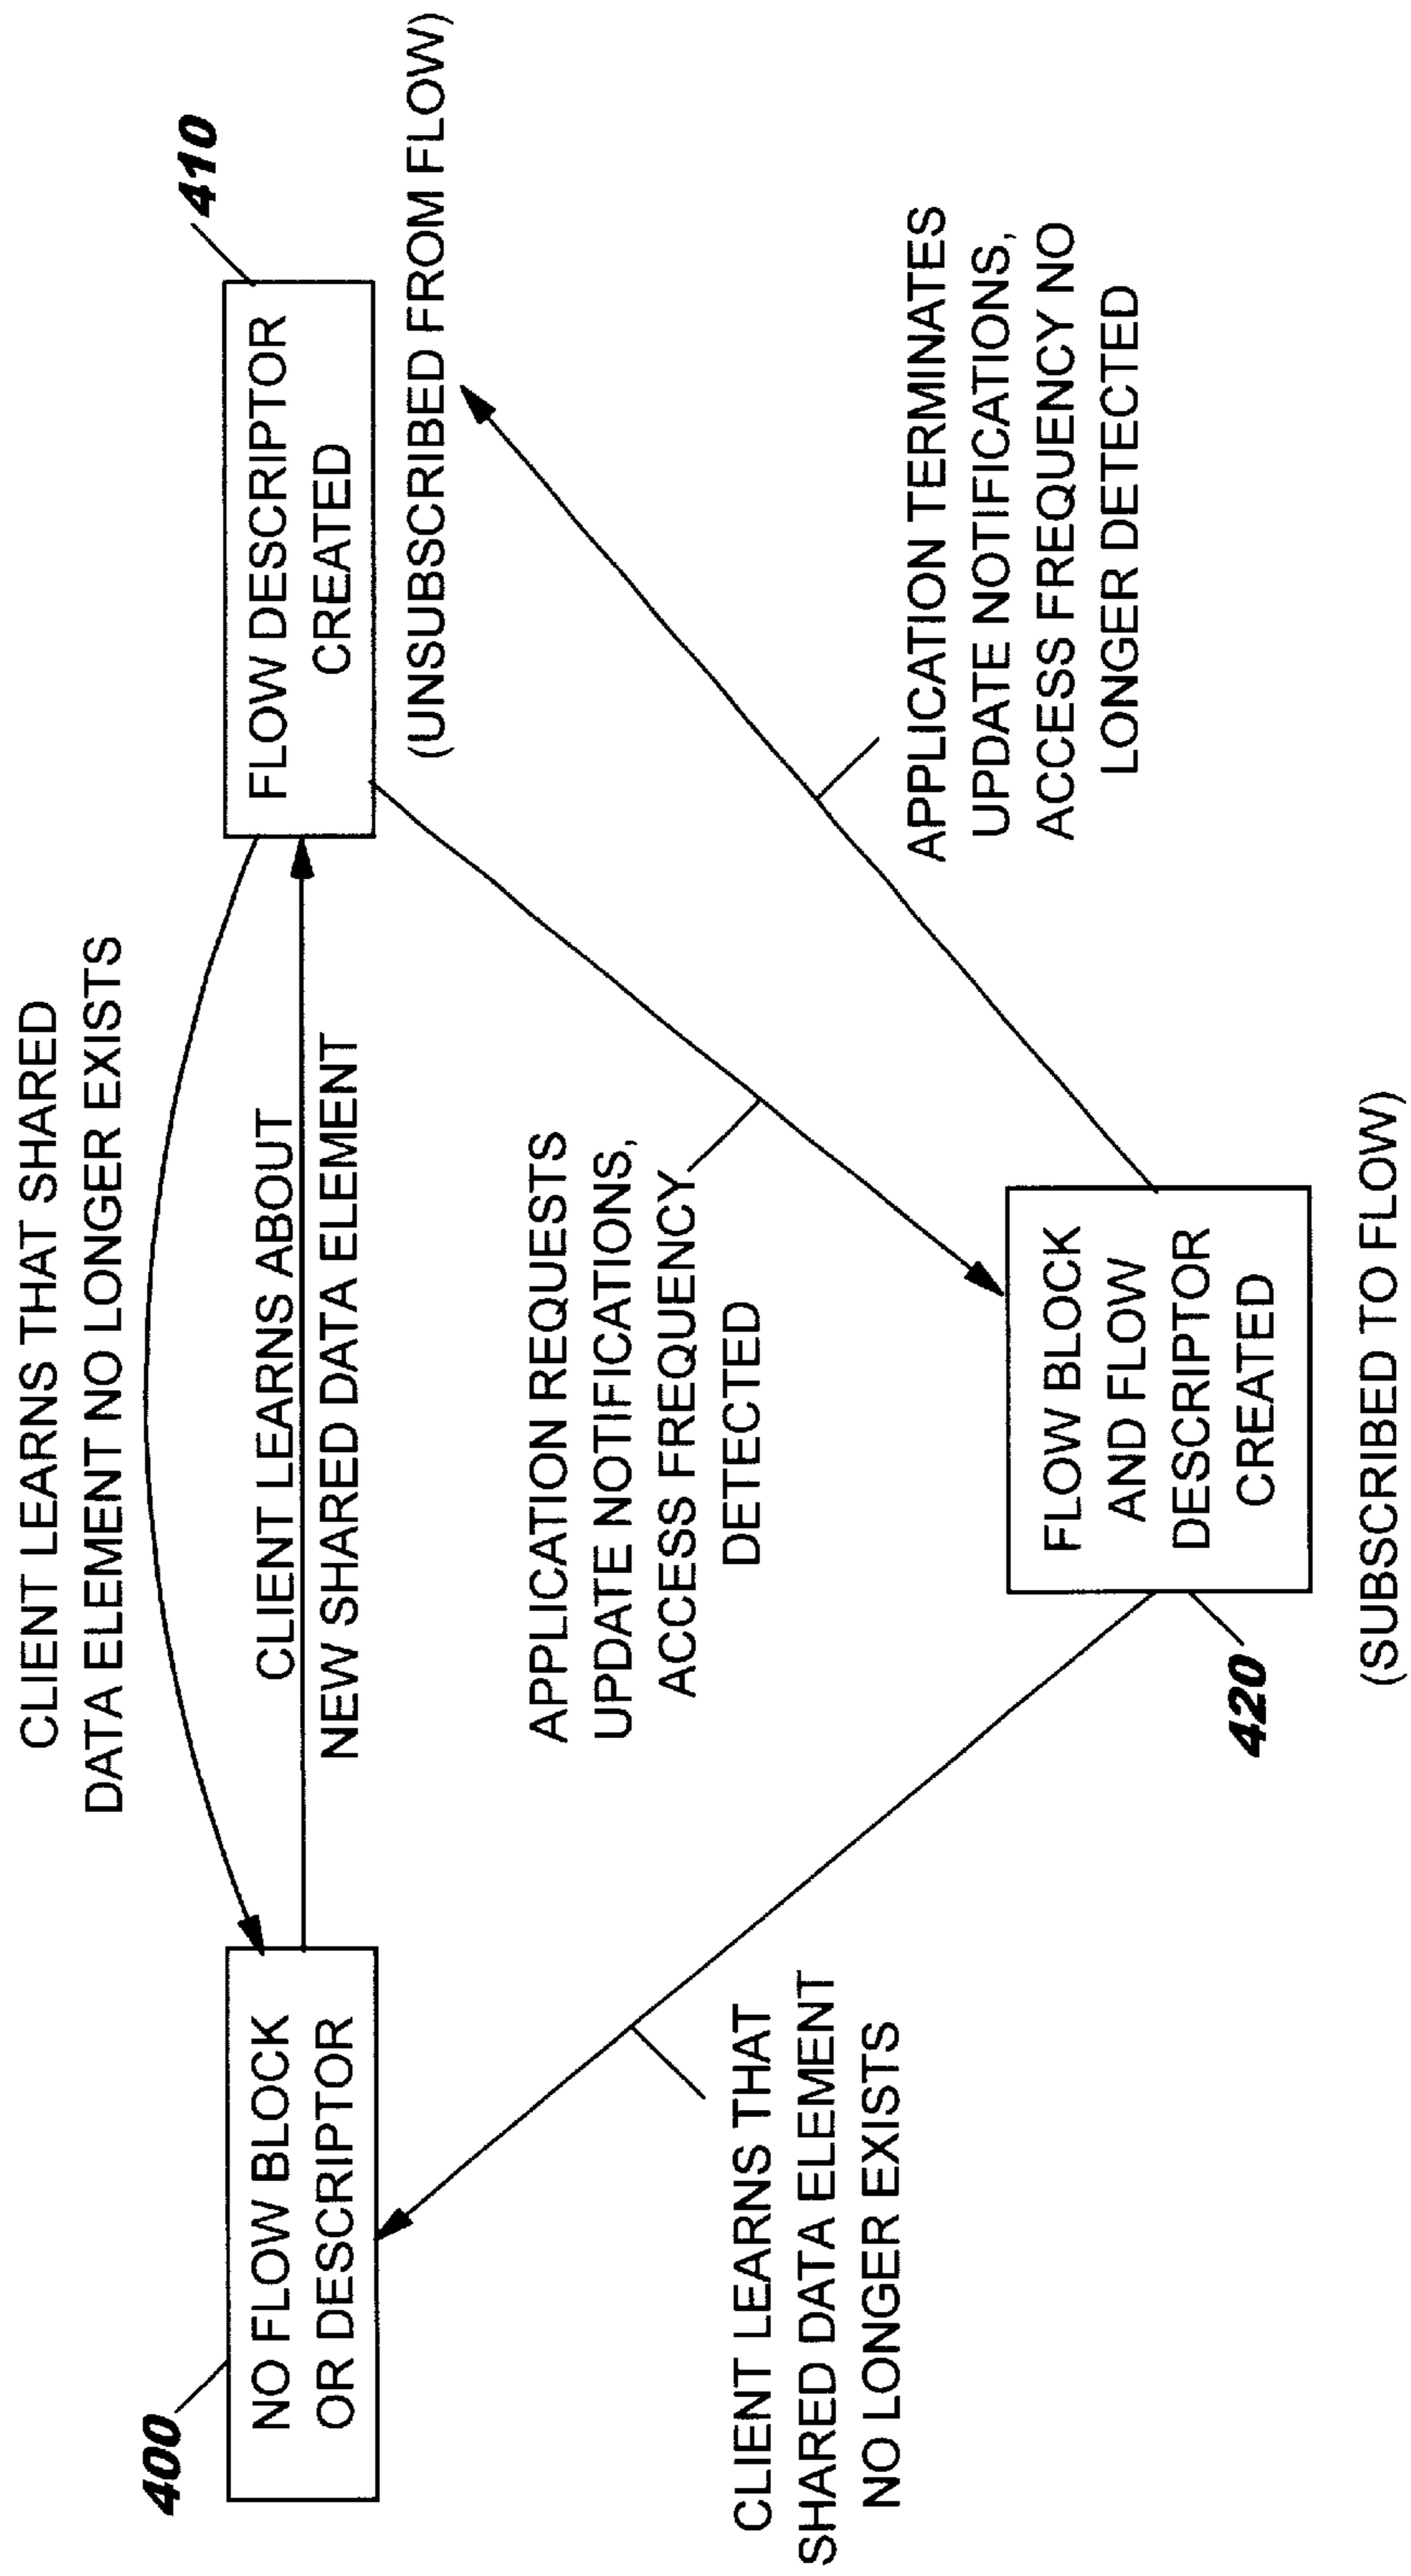 CLIENT LEARNS THAT SHARED
DATA ELEMENT NO LONGER EXISTS
400
410
NO FLOW BLOCK
OR DESCRIPTOR
CLIENT LEARNS ABOUT
NEW SHARED DATA ELEMENT
FLOW DESCRIPTOR
CREATED
(UNSUBSCRIBED FROM FLOW)
APPLICATION REQUESTS
UPDATE NOTIFICATIONS,
ACCESS FREQUENCY
DETECTED
CLIENT LEARNS THAT
SHARED DATA ELEMENT
NO LONGER EXISTS
APPLICATION TERMINATES
UPDATE NOTIFICATIONS,
ACCESS FREQUENCY NO
LONGER DETECTED
FLOW BLOCK
AND FLOW
DESCRIPTOR
CREATED
420
(SUBSCRIBED TO FLOW)